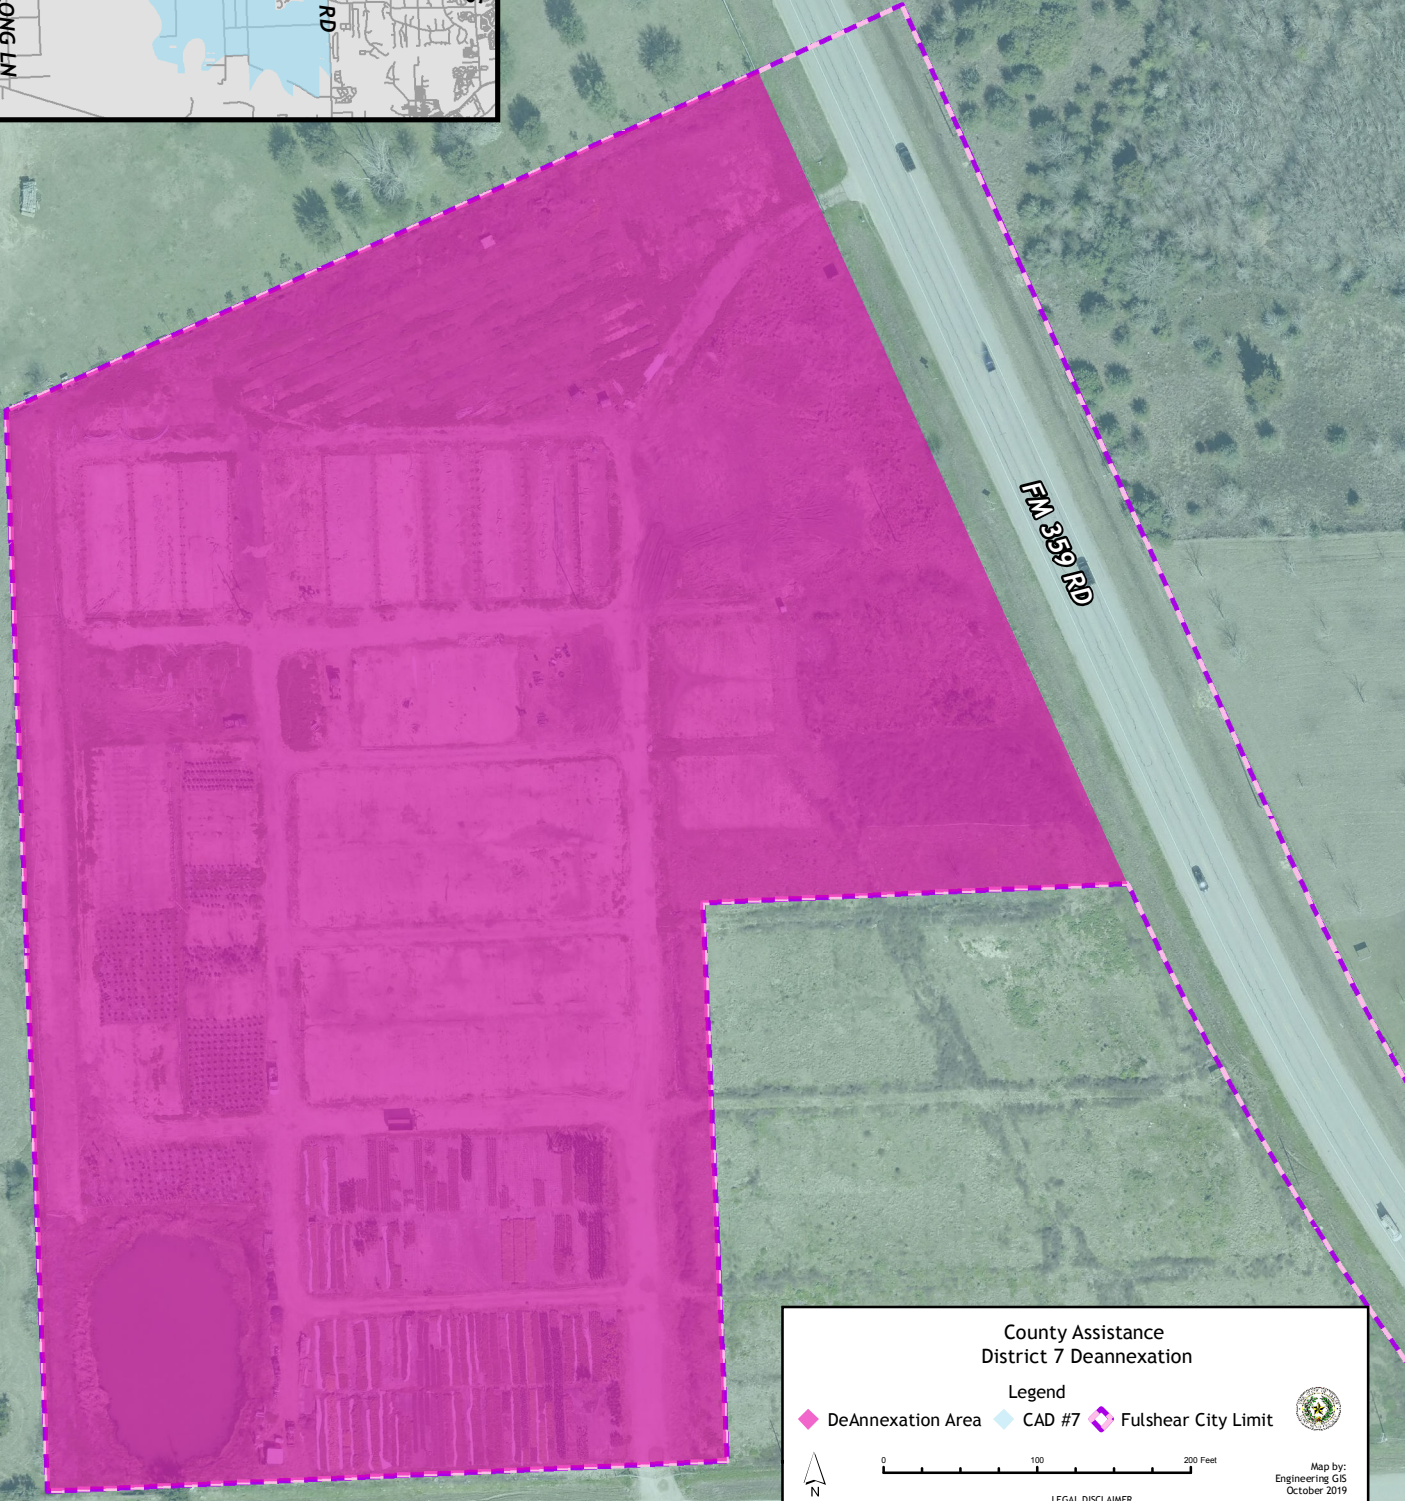 ONG LN
RD
FM 359 RD
County Assistance
District 7 Deannexation
Legend
DeAnnexation Area CAD #7 Fulshear City Limit
0 100 200 Feet
N
Map by:
Engineering GIS
October 2019
LEGAL DISCLAIMER